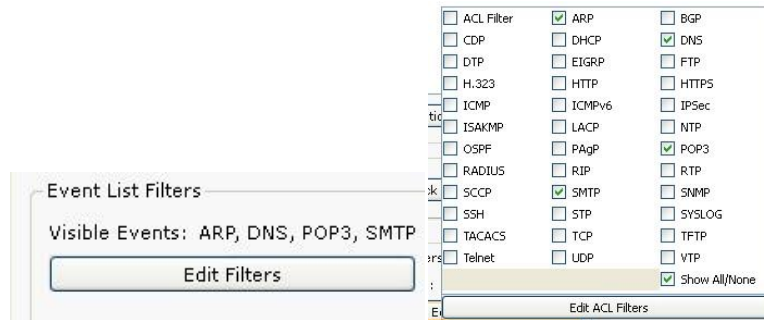 Event List Filters
Visible Events: ARP, DNS, POP3, SMTP
Edit Filters
ACL Filter ARP BGP
CDP DHCP DNS
DTP EIGRP FTP
H.323 HTTP HTTPS
ICMP ICMPv6 IPSec
ISAKMP LACP NTP
OSPF PAgP POP3
RADIUS RIP RTP
SCCP SMTP SNMP
SSH STP SYSLOG
TACACS TCP TFTP
Telnet UDP VTP
Show All/None
Edit ACL Filters